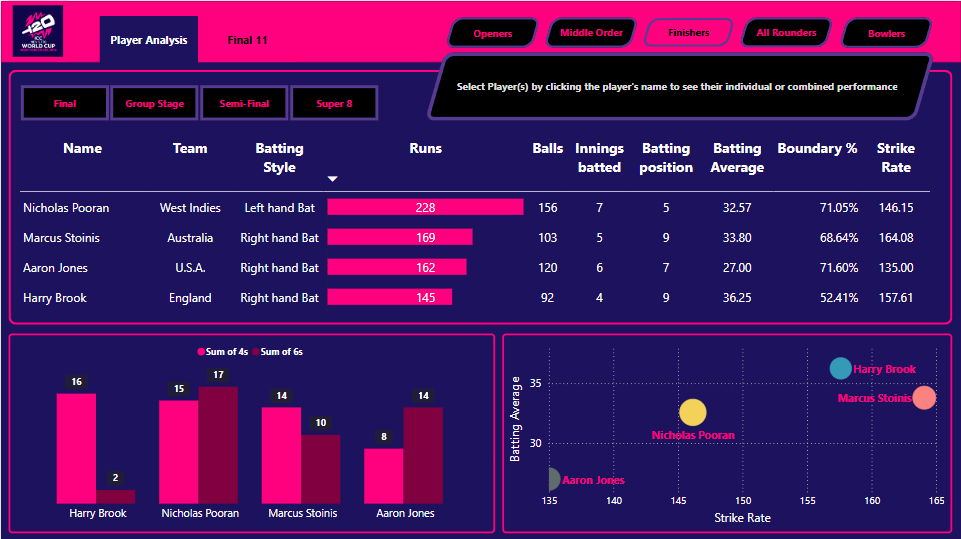 T20
ICC
WORLD CUP
Player Analysis
Final 11
Openers
Middle Order
Finishers
All Rounders
Bowlers
Select Player(s) by clicking the player's name to see their individual or combined performance
Final
Group Stage
Semi-Final
Super 8
Name Team Batting Style Runs Balls Innings batted Batting position Batting Average Boundary % Strike Rate
Nicholas Pooran West Indies Left hand Bat 228 156 7 5 32.57 71.05% 146.15
Marcus Stoinis Australia Right hand Bat 169 103 5 9 33.80 68.64% 164.08
Aaron Jones U.S.A. Right hand Bat 162 120 6 7 27.00 71.60% 135.00
Harry Brook England Right hand Bat 145 92 4 9 36.25 52.41% 157.61
Sum of 4s Sum of 6s
16 2 15 17 14 10 8 14
Harry Brook Nicholas Pooran Marcus Stoinis Aaron Jones
Batting Average
35
30
Harry Brook
Marcus Stoinis
Nicholas Pooran
Aaron Jones
135 140 145 150 155 160 165
Strike Rate